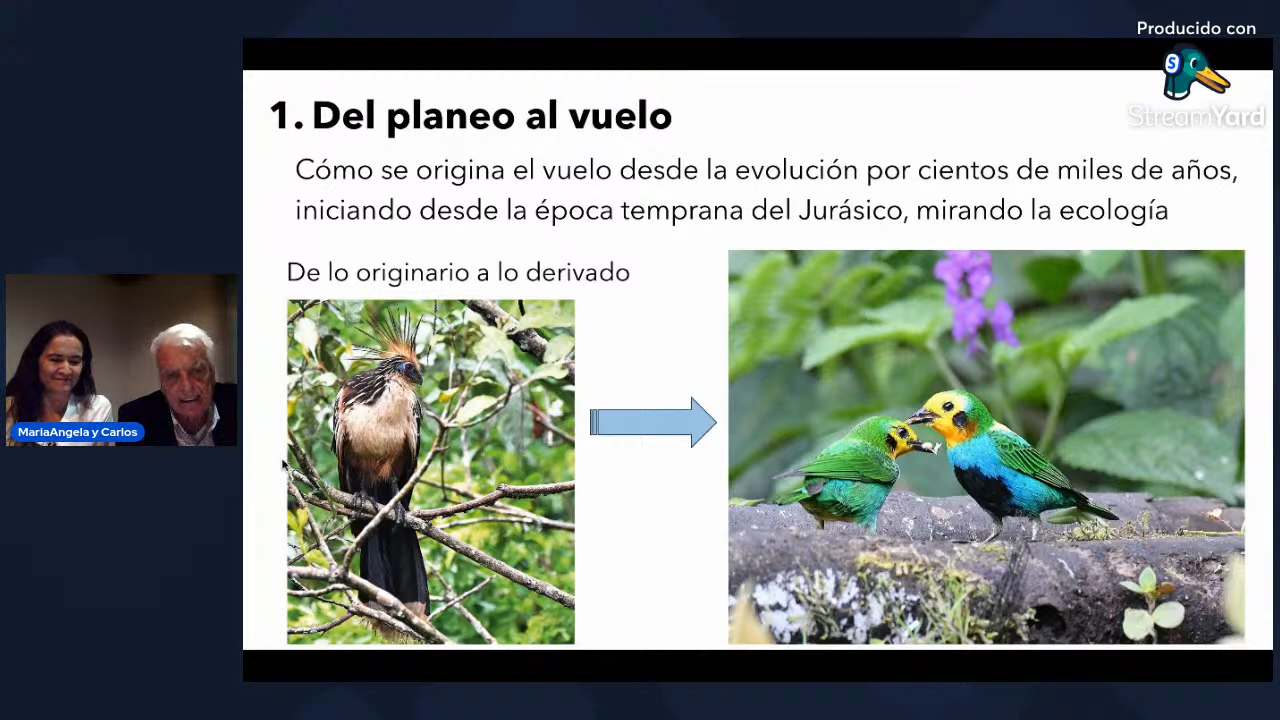 Producido con
S
StreamYard
1. Del planeo al vuelo
Cómo se origina el vuelo desde la evolución por cientos de miles de años,
iniciando desde la época temprana del Jurásico, mirando la ecología
De lo originario a lo derivado
MariaAngela y Carlos